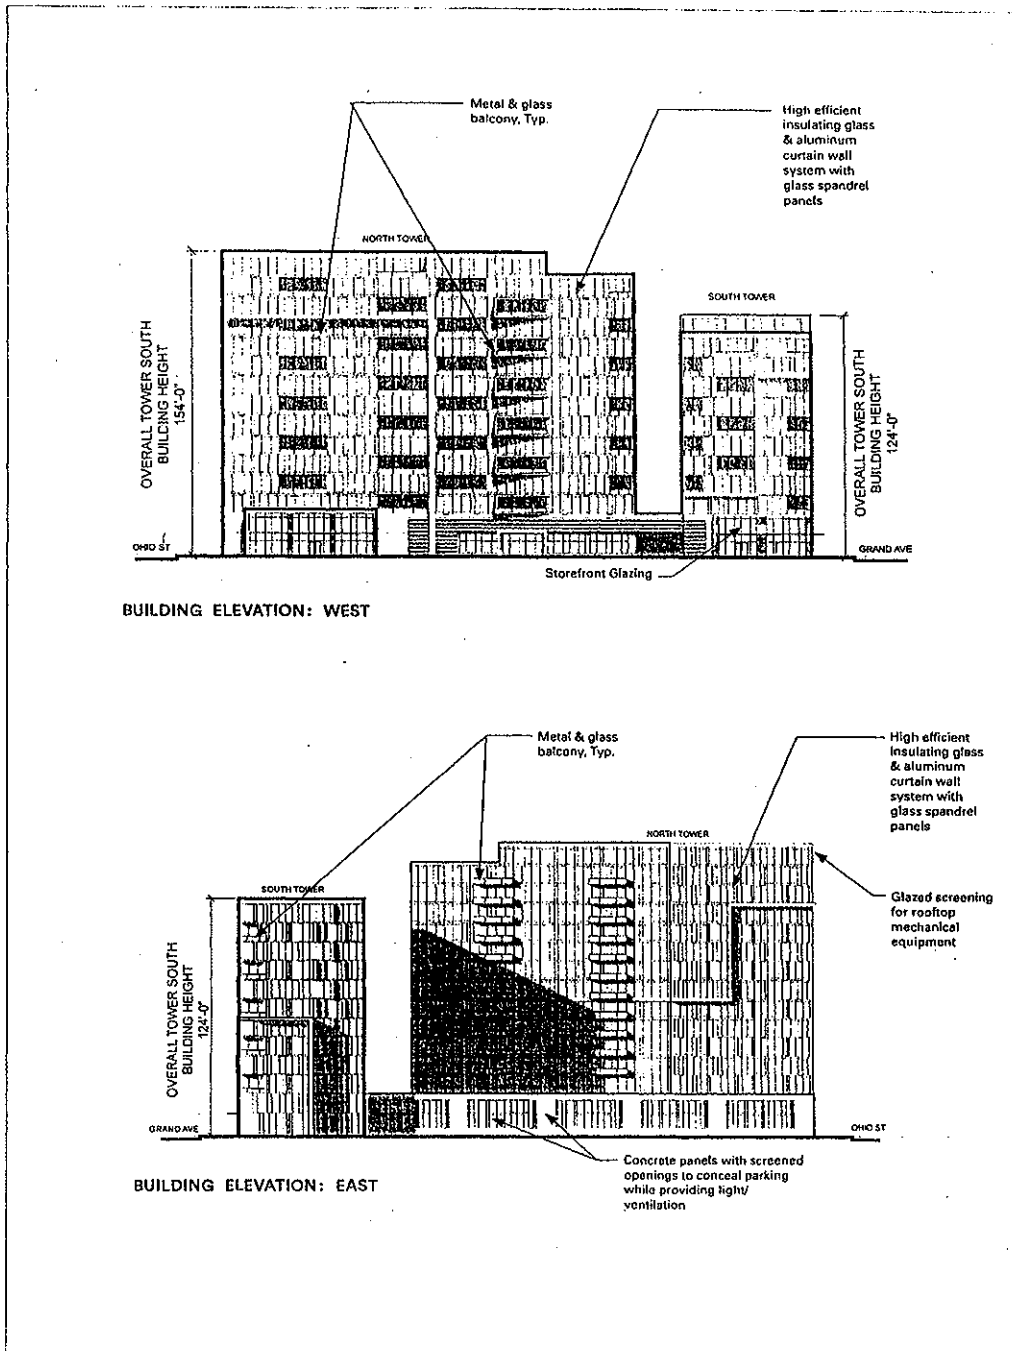 Metal & glass
balcony, Typ.
High efficient
insulating glass
& aluminum
curtain wall
system with
glass spandrel
panels
NORTH TOWER
SOUTH TOWER
OVERALL TOWER SOUTH
BUILDING HEIGHT
154'-0"
OVERALL TOWER SOUTH
BUILDING HEIGHT
124'-0"
OHIO ST
GRAND AVE
Storefront Glazing
BUILDING ELEVATION: WEST
Metal & glass
balcony, Typ.
High efficient
Insulating glass
& aluminum
curtain wall
system with
glass spandrel
panels
NORTH TOWER
SOUTH TOWER
Glazed screening
for rooftop
mechanical
equipment
OVERALL TOWER SOUTH
BUILDING HEIGHT
124'-0"
GRAND AVE
OHIO ST
Concrete panels with screened
openings to conceal parking
while providing light/
ventilation
BUILDING ELEVATION: EAST